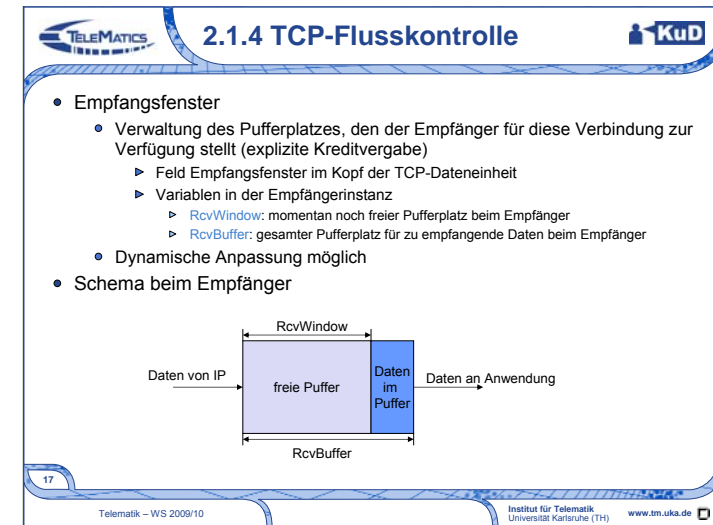 TELEMATICS
2.1.4 TCP-Flusskontrolle
KuD
Empfangsfenster
Verwaltung des Pufferplatzes, den der Empfänger für diese Verbindung zur
Verfügung stellt (explizite Kreditvergabe)
Feld Empfangsfenster im Kopf der TCP-Dateneinheit
Variablen in der Empfängerinstanz
RcvWindow: momentan noch freier Pufferplatz beim Empfänger
RcvBuffer: gesamter Pufferplatz für zu empfangende Daten beim Empfänger
Dynamische Anpassung möglich
Schema beim Empfänger
RcvWindow
Daten von IP
freie Puffer
Daten
im
Puffer
Daten an Anwendung
RcvBuffer
17
Telematik – WS 2009/10
Institut für Telematik
Universität Karlsruhe (TH)
www.tm.uka.de